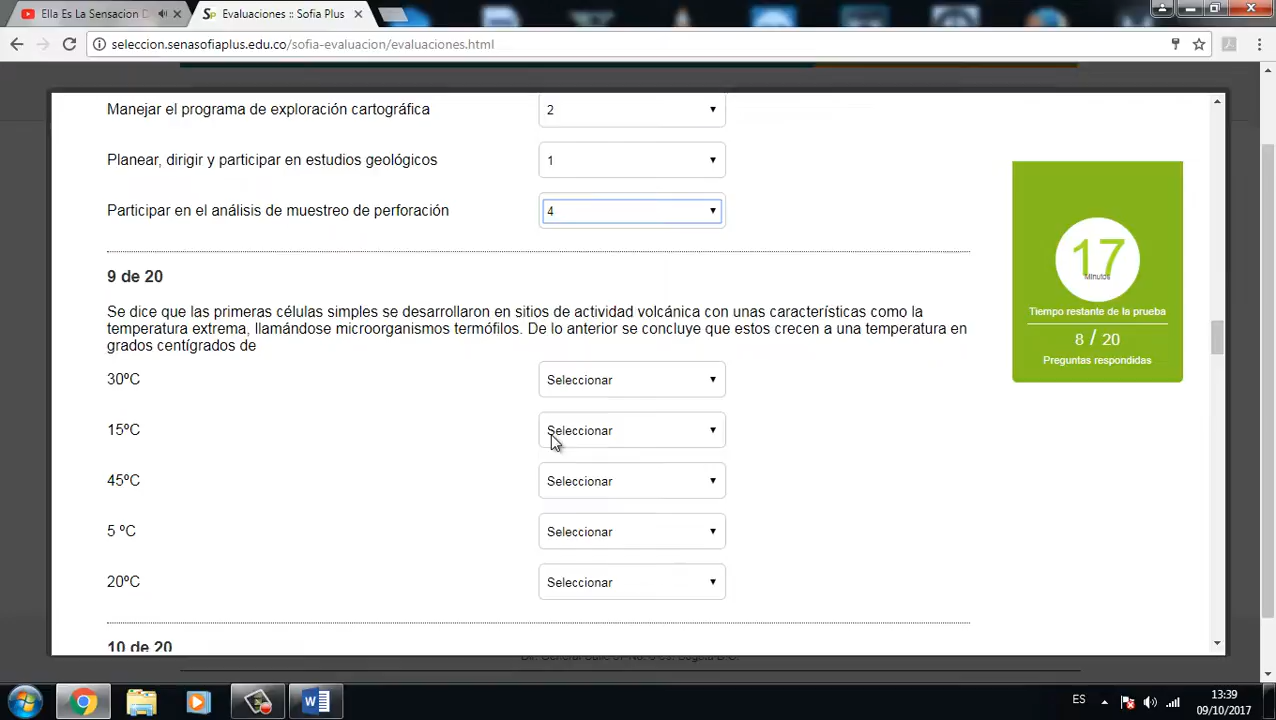 Ella Es La Sensacion D
Evaluaciones :: Sofia Plus
seleccion.senasofiaplus.edu.co/sofia-evaluacion/evaluaciones.html
Manejar el programa de exploración cartográfica
2
Planear, dirigir y participar en estudios geológicos
1
Participar en el análisis de muestreo de perforación
4
9 de 20
Se dice que las primeras células simples se desarrollaron en sitios de actividad volcánica con unas características como la
temperatura extrema, llamándose microorganismos termófilos. De lo anterior se concluye que estos crecen a una temperatura en
grados centígrados de
30ºC
Seleccionar
15ºC
Seleccionar
45ºC
Seleccionar
5 ºC
Seleccionar
20ºC
Seleccionar
10 de 20
17
Minutos
Tiempo restante de la prueba
8 / 20
Preguntas respondidas
ES
13:39
09/10/2017